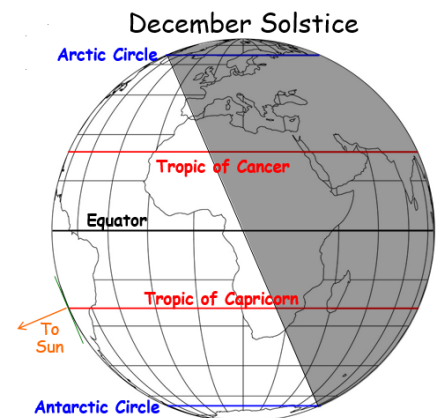 December Solstice
Arctic Circle
Tropic of Cancer
Equator
Tropic of Capricorn
To
Sun
Antarctic Circle